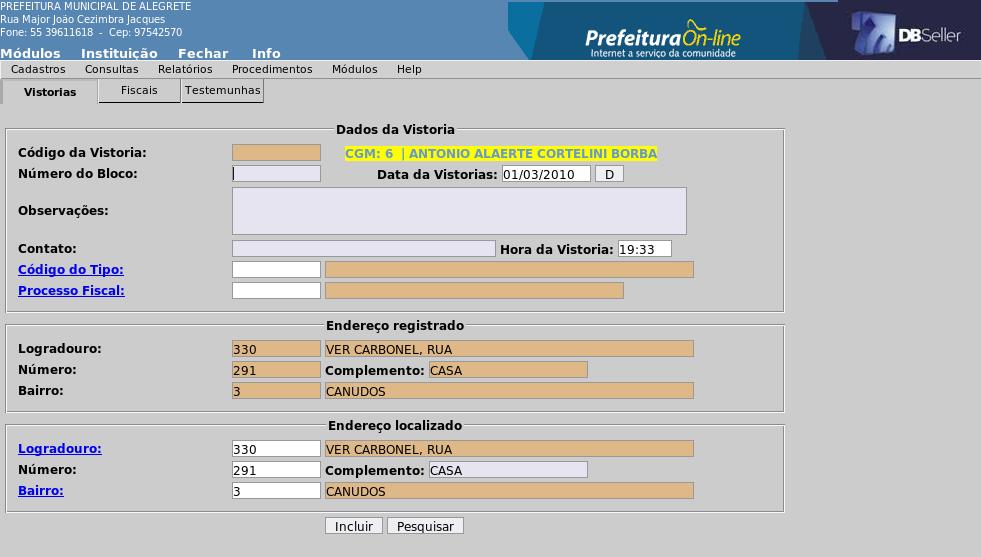 PREFEITURA MUNICIPAL DE ALEGRETE
Rua Major João Cezimbra Jacques
Fone: 55 39611618 - Cep: 97542570
Prefeitura On-line
Internet a serviço da comunidade
DBSeller
Módulos Instituição Fechar Info
Cadastros Consultas Relatórios Procedimentos Módulos Help
Vistorias Fiscais Testemunhas
Dados da Vistoria
Código da Vistoria: CGM: 6 | ANTONIO ALAERTE CORTELINI BORBA
Número do Bloco: Data da Vistorias: 01/03/2010 D
Observações:
Contato: Hora da Vistoria: 19:33
Código do Tipo:
Processo Fiscal:
Endereço registrado
Logradouro: 330 VER CARBONEL, RUA
Número: 291 Complemento: CASA
Bairro: 3 CANUDOS
Endereço localizado
Logradouro: 330 VER CARBONEL, RUA
Número: 291 Complemento: CASA
Bairro: 3 CANUDOS
Incluir Pesquisar